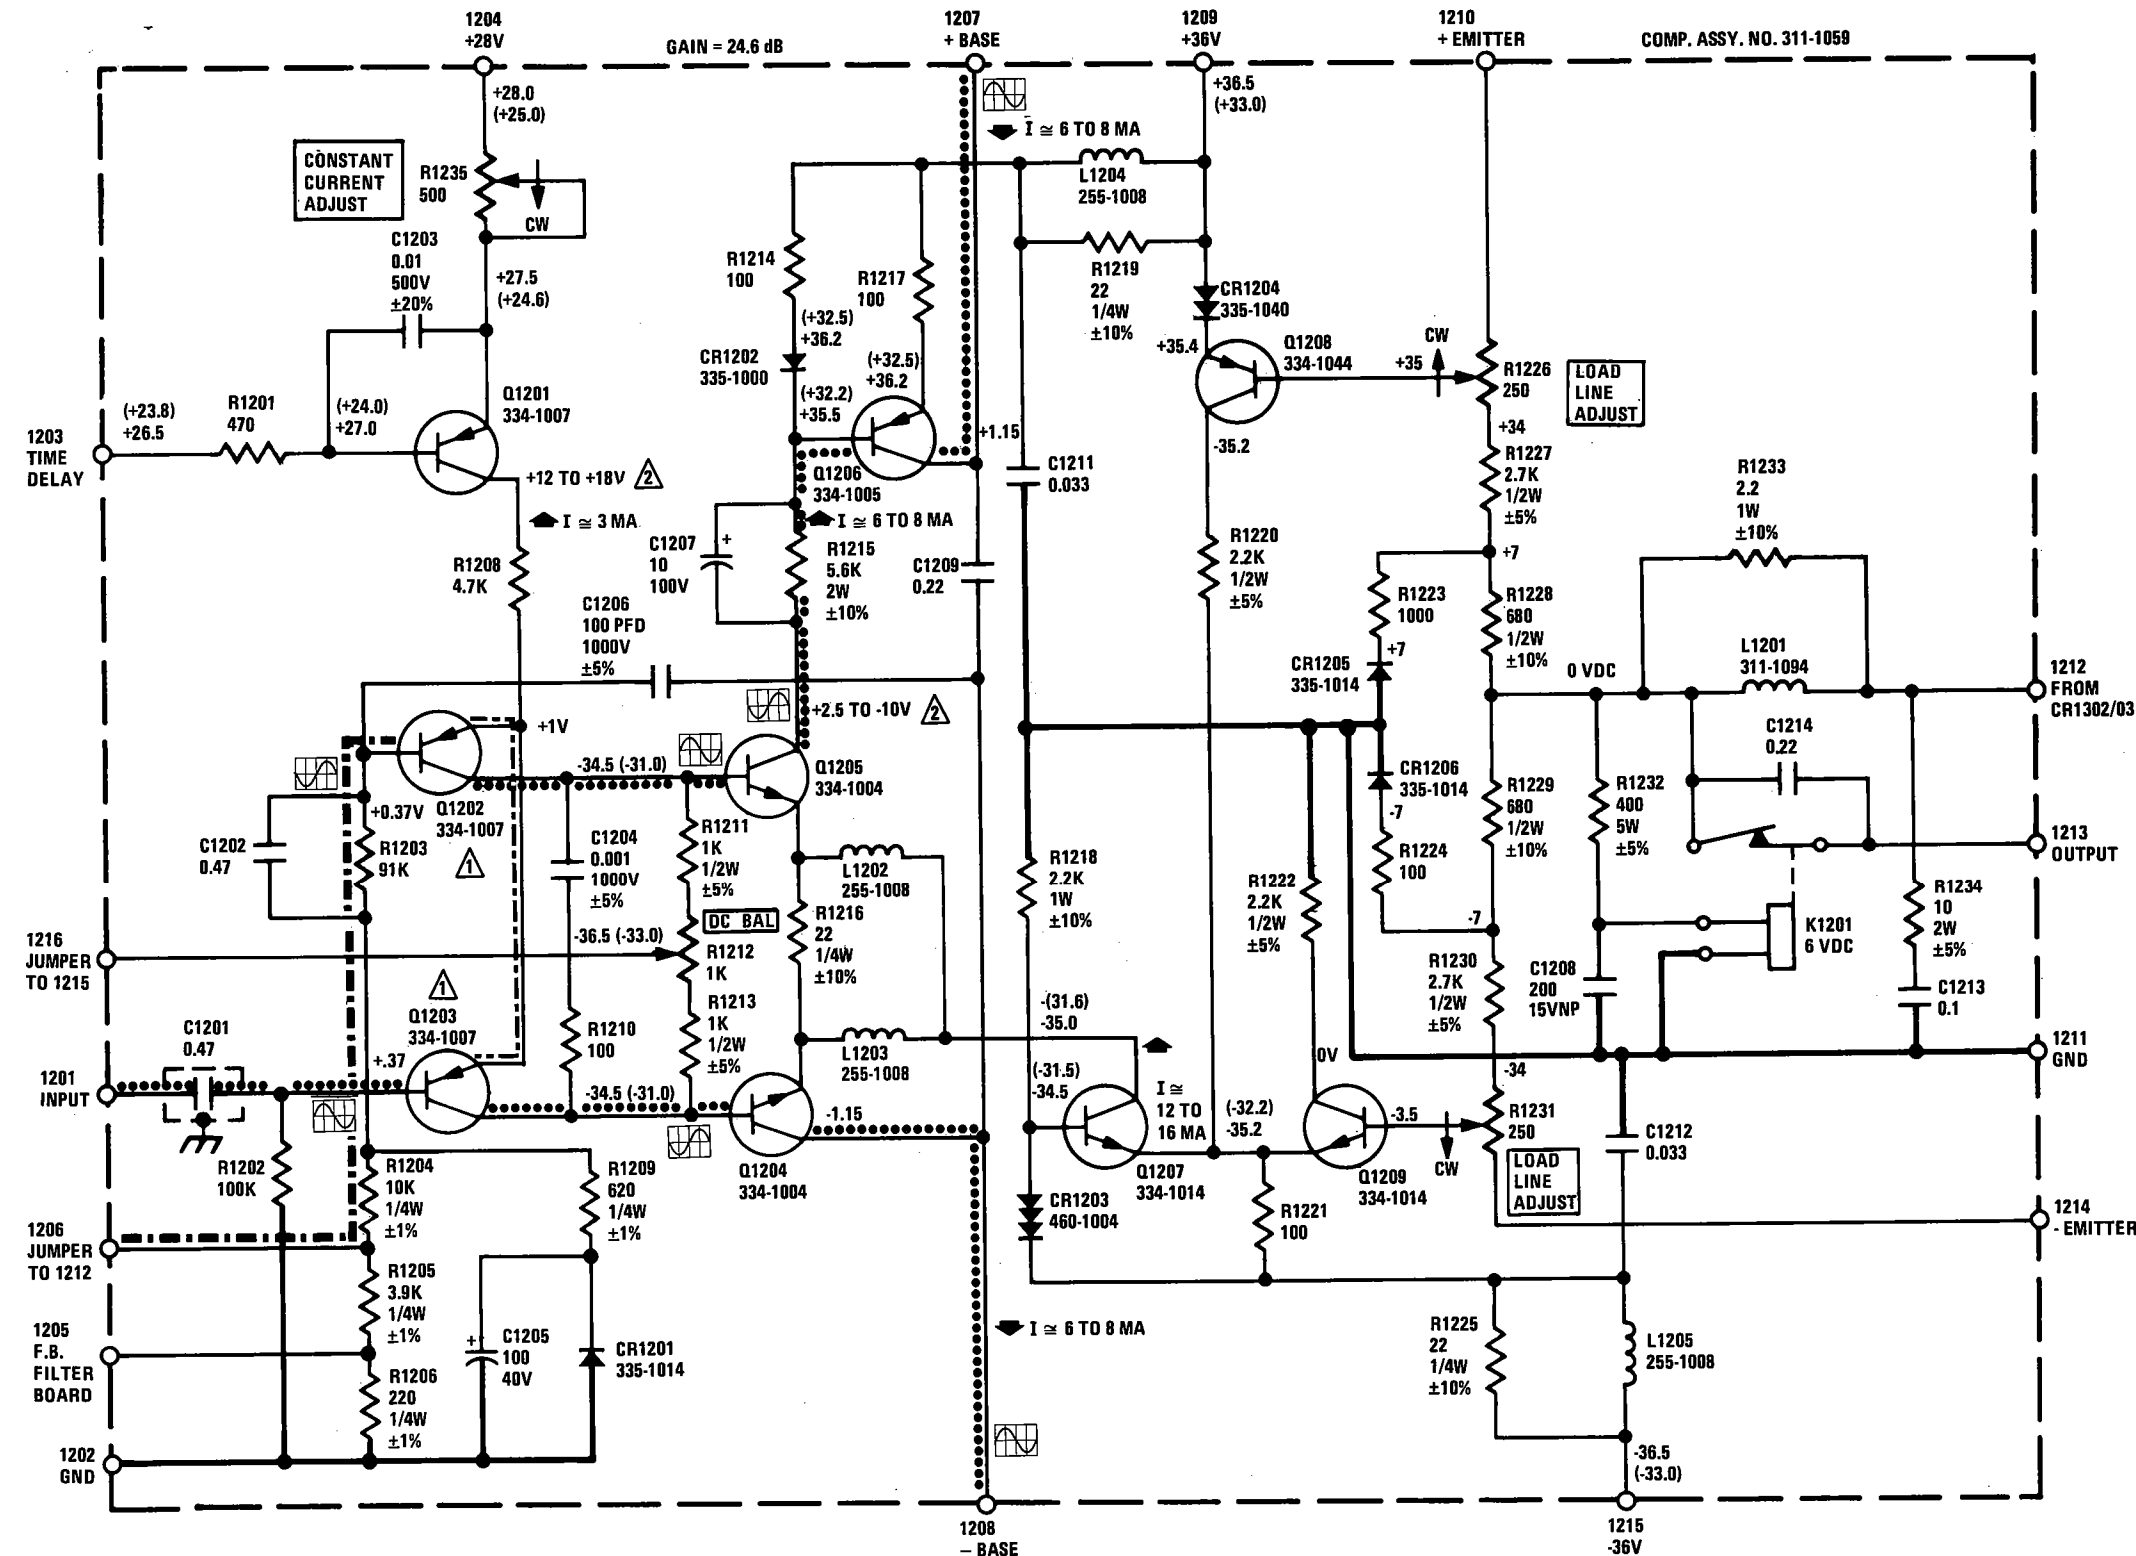 1204
+28V
GAIN = 24.6 dB
1207
+ BASE
1209
+36V
1210
+ EMITTER
COMP. ASSY. NO. 311-1059
+28.0
(+25.0)
CONSTANT
CURRENT
ADJUST
R1235
500
CW
C1203
0.01
500V
±20%
+27.5
(+24.6)
I ≅ 6 TO 8 MA
+36.5
(+33.0)
L1204
255-1008
R1214
100
R1217
100
R1219
22
1/4W
±10%
CR1204
335-1040
(+32.5)
+36.2
CR1202
335-1000
(+32.5)
+36.2
(+32.2)
+35.5
+35.4
Q1208
334-1044
+35
CW
R1226
250
LOAD
LINE
ADJUST
+34
1203
TIME
DELAY
(+23.8)
+26.5
R1201
470
(+24.0)
+27.0
Q1201
334-1007
+12 TO +18V 2
I ≅ 3 MA
Q1206
334-1005
+1.15
-35.2
C1211
0.033
R1227
2.7K
1/2W
±5%
R1233
2.2
1W
±10%
R1208
4.7K
C1207
10
100V
+
I ≅ 6 TO 8 MA
R1215
5.6K
2W
±10%
C1209
0.22
R1220
2.2K
1/2W
±5%
+7
R1223
1000
R1228
680
1/2W
±10%
C1206
100 PFD
1000V
±5%
+7
CR1205
335-1014
0 VDC
L1201
311-1094
1212
FROM
CR1302/03
+1V
+2.5 TO -10V 2
-34.5 (-31.0)
Q1205
334-1004
C1214
0.22
CR1206
335-1014
-7
R1229
680
1/2W
±10%
R1232
400
5W
±5%
1213
OUTPUT
+0.37V
Q1202
334-1007
1
C1202
0.47
R1203
91K
C1204
0.001
1000V
±5%
R1211
1K
1/2W
±5%
L1202
255-1008
R1218
2.2K
1W
±10%
R1222
2.2K
1/2W
±5%
R1224
100
R1234
10
2W
±5%
DC BAL
R1216
22
1/4W
±10%
-7
K1201
6 VDC
1216
JUMPER
TO 1215
-36.5 (-33.0)
R1212
1K
R1230
2.7K
1/2W
±5%
C1208
200
15VNP
C1213
0.1
1
Q1203
334-1007
R1210
100
R1213
1K
1/2W
±5%
L1203
255-1008
-(31.6)
-35.0
C1201
0.47
+.37
1211
GND
0V
-34
1201
INPUT
-34.5 (-31.0)
-1.15
(-31.5)
-34.5
I ≅
12 TO
16 MA
(-32.2)
-35.2
-3.5
CW
R1231
250
C1212
0.033
R1202
100K
R1204
10K
1/4W
±1%
R1209
620
1/4W
±1%
Q1204
334-1004
Q1207
334-1014
Q1209
334-1014
LOAD
LINE
ADJUST
CR1203
460-1004
R1221
100
1214
- EMITTER
1206
JUMPER
TO 1212
R1205
3.9K
1/4W
±1%
1205
F.B.
FILTER
BOARD
+
C1205
100
40V
CR1201
335-1014
I ≅ 6 TO 8 MA
R1225
22
1/4W
±10%
L1205
255-1008
R1206
220
1/4W
±1%
1202
GND
-36.5
(-33.0)
1208
– BASE
1215
-36V